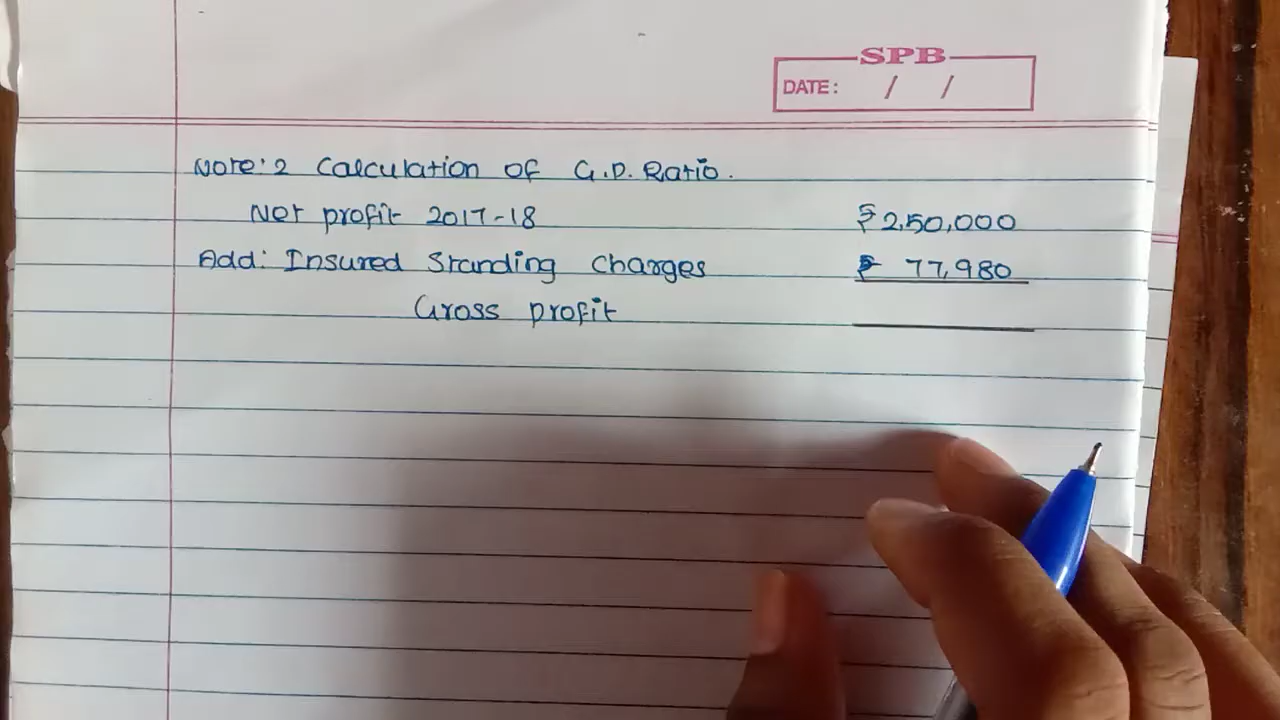 SPB
DATE: / /
Note: 2 Calculation of G.P. Ratio.
Net profit 2017-18 ₹ 2,50,000
Add: Insured Standing Charges ₹ 77,980
Gross profit